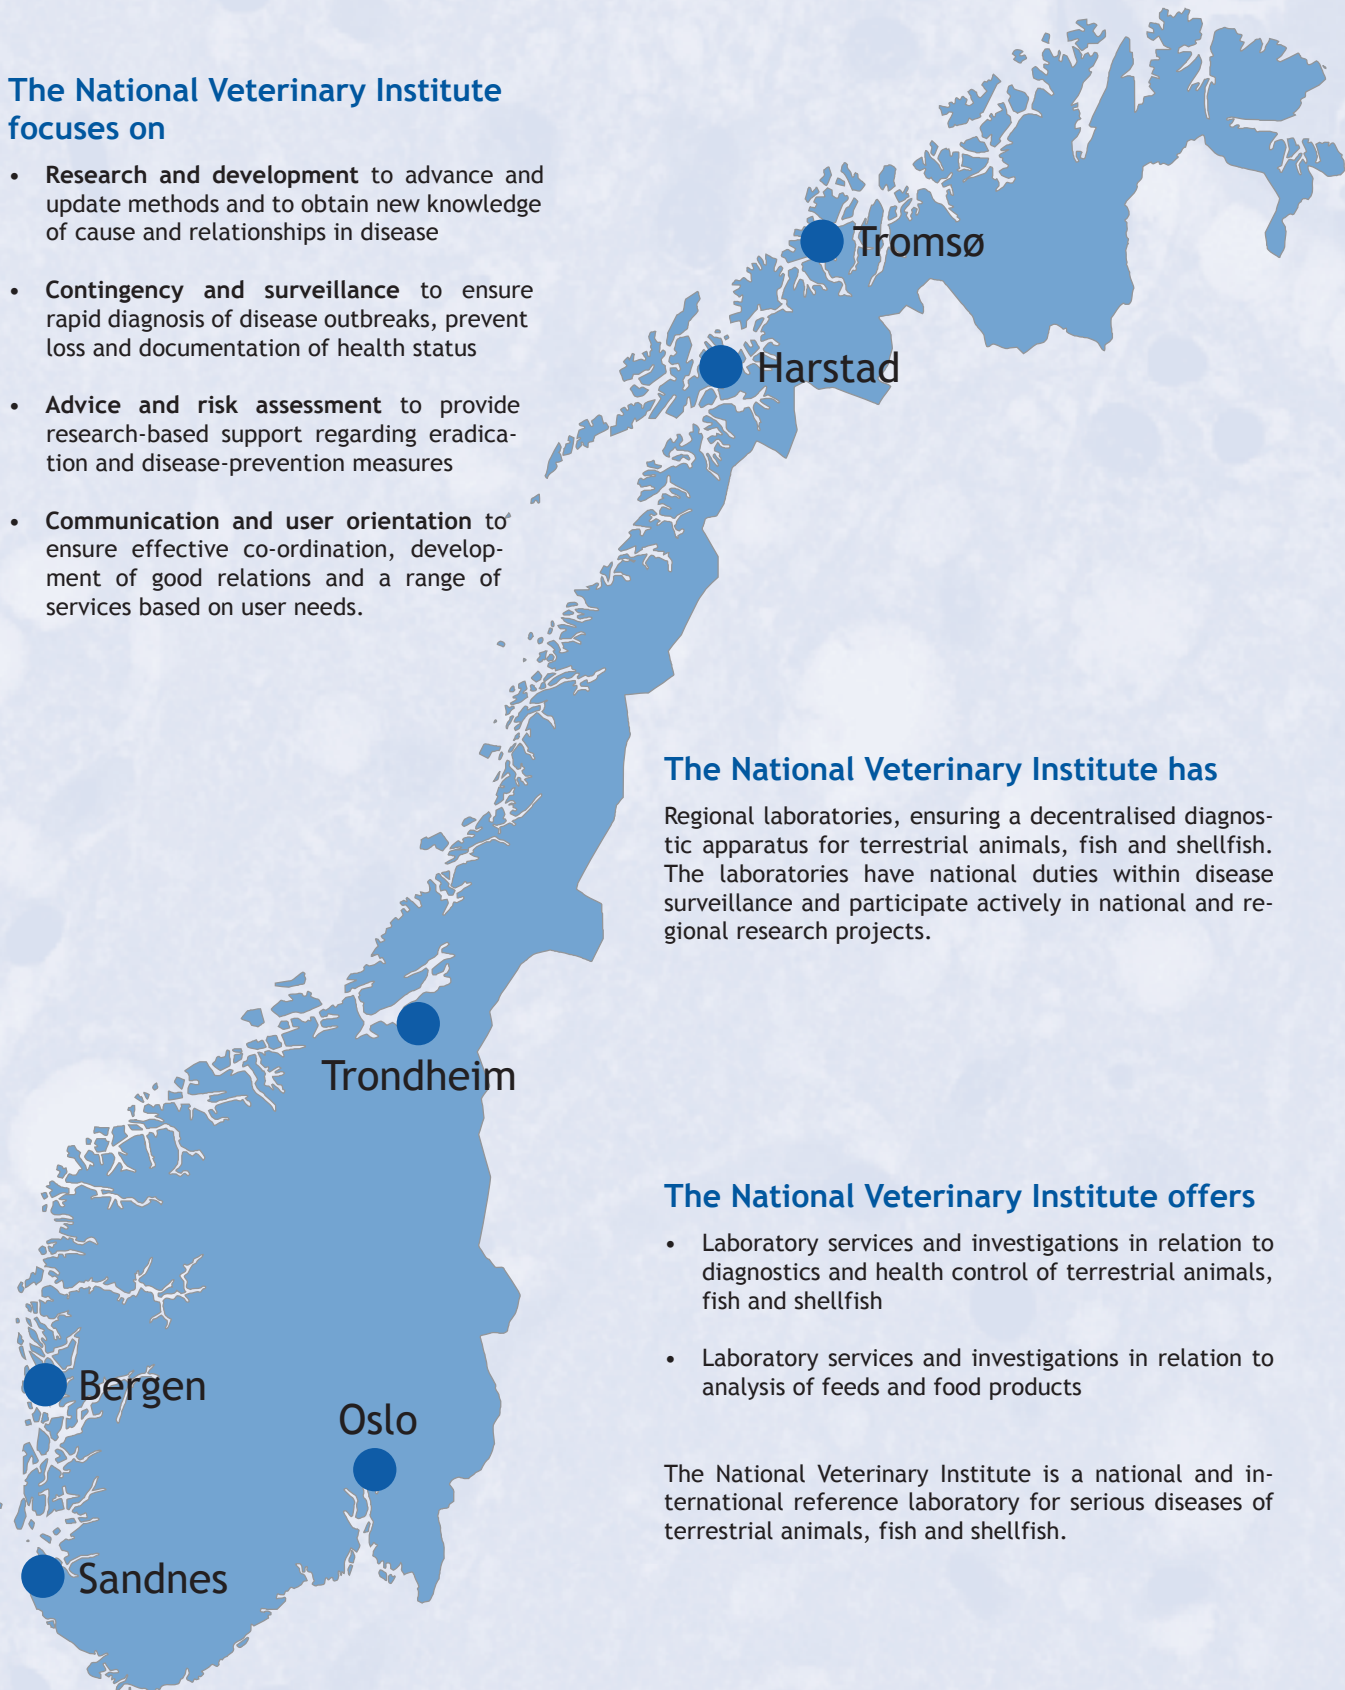 The National Veterinary Institute
focuses on
• Research and development to advance and
update methods and to obtain new knowledge
of cause and relationships in disease
• Contingency and surveillance to ensure
rapid diagnosis of disease outbreaks, prevent
loss and documentation of health status
• Advice and risk assessment to provide
research-based support regarding eradica-
tion and disease-prevention measures
• Communication and user orientation to
ensure effective co-ordination, develop-
ment of good relations and a range of
services based on user needs.
Tromsø
Harstad
Trondheim
Bergen
Oslo
Sandnes
The National Veterinary Institute has
Regional laboratories, ensuring a decentralised diagnos-
tic apparatus for terrestrial animals, fish and shellfish.
The laboratories have national duties within disease
surveillance and participate actively in national and re-
gional research projects.
The National Veterinary Institute offers
• Laboratory services and investigations in relation to
diagnostics and health control of terrestrial animals,
fish and shellfish
• Laboratory services and investigations in relation to
analysis of feeds and food products
The National Veterinary Institute is a national and in-
ternational reference laboratory for serious diseases of
terrestrial animals, fish and shellfish.